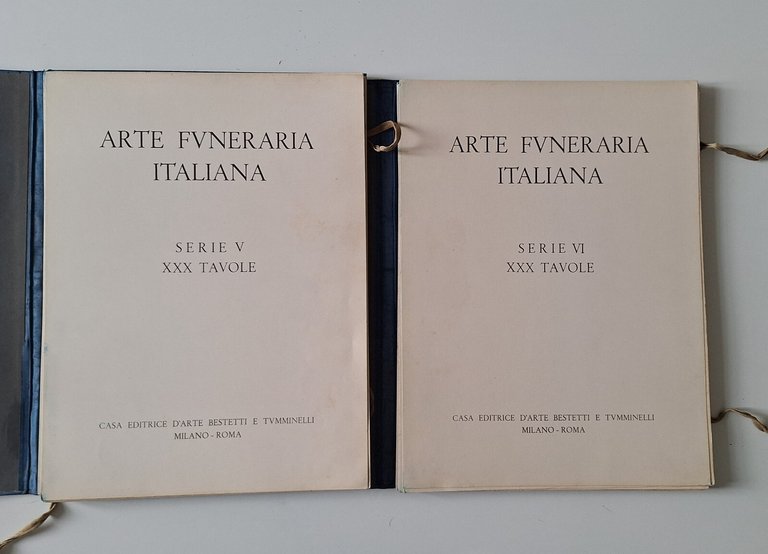 ARTE FVNERARIA
ITALIANA
SERIE V
XXX TAVOLE
CASA EDITRICE D'ARTE BESTETTI E TVMMINELLI
MILANO - ROMA
ARTE FVNERARIA
ITALIANA
SERIE VI
XXX TAVOLE
CASA EDITRICE D'ARTE BESTETTI E TVMMINELLI
MILANO - ROMA